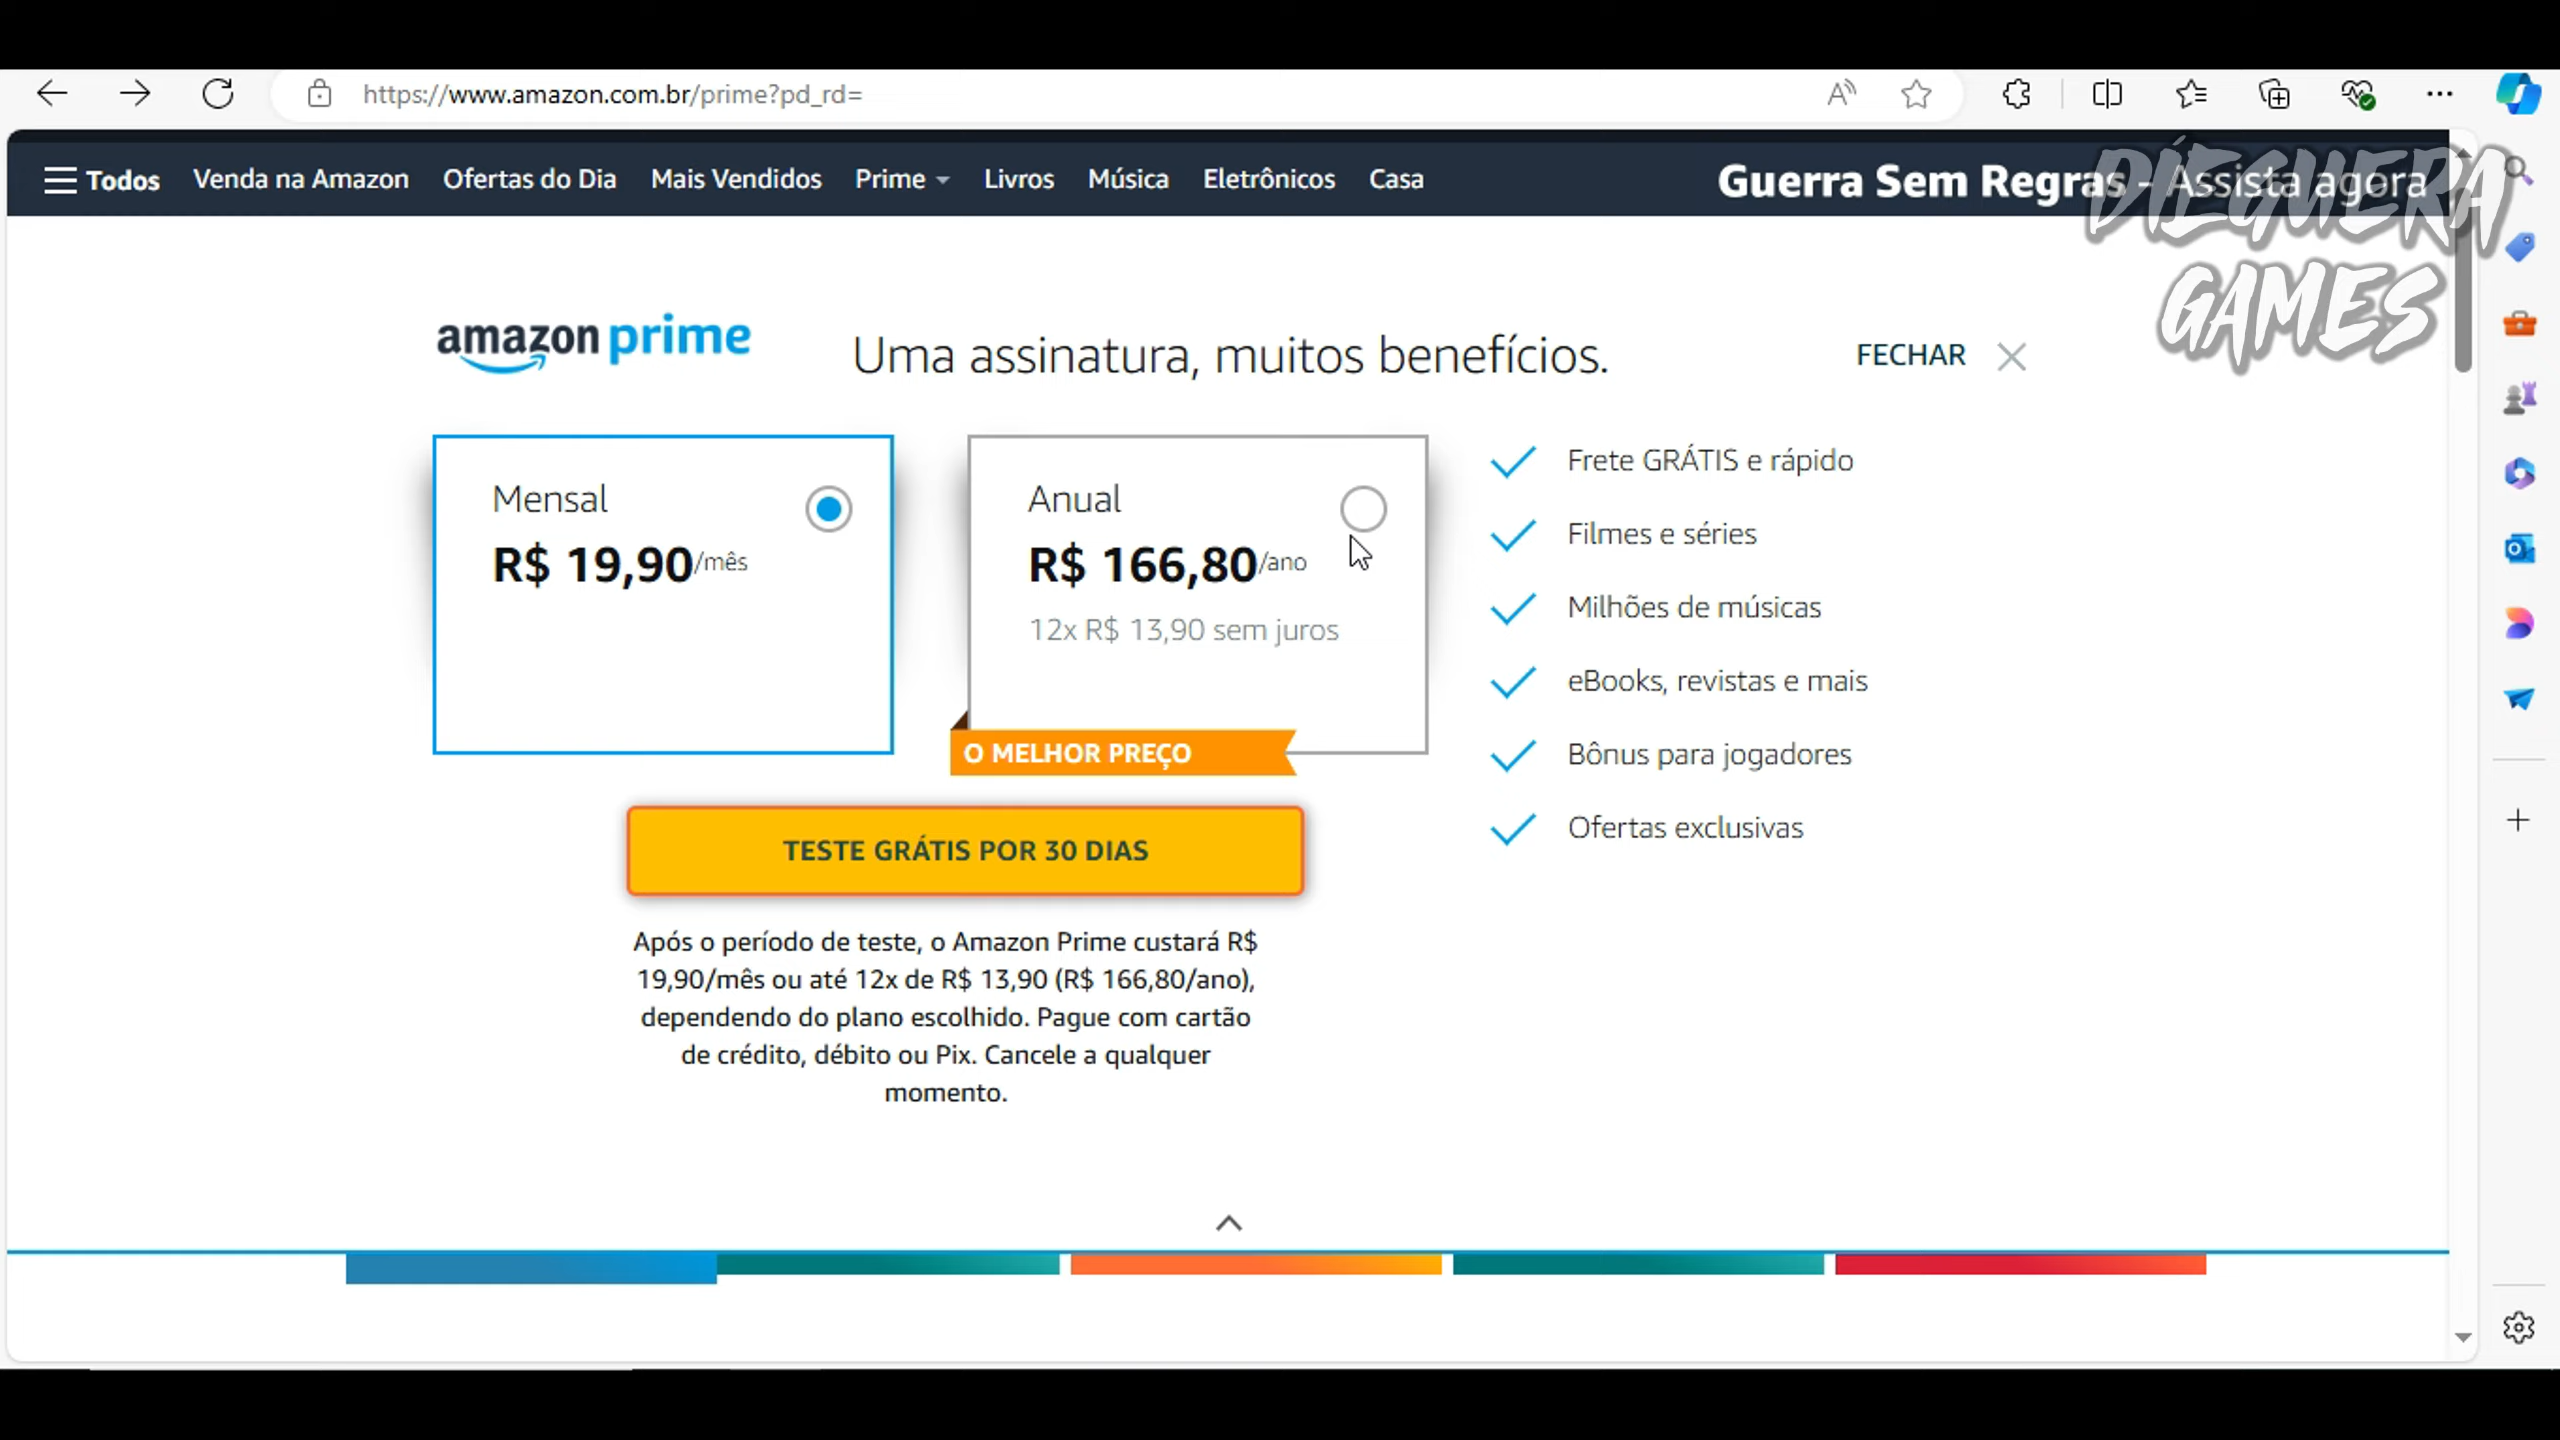 https://www.amazon.com.br/prime?pd_rd=
Todos Venda na Amazon Ofertas do Dia Mais Vendidos Prime Livros Música Eletrônicos Casa Guerra Sem Regras - Assista agora
DIEGUERA
GAMES
amazon prime
Uma assinatura, muitos benefícios.
FECHAR
Mensal
R$ 19,90/mês
Anual
R$ 166,80/ano
12x R$ 13,90 sem juros
O MELHOR PREÇO
Frete GRÁTIS e rápido
Filmes e séries
Milhões de músicas
eBooks, revistas e mais
Bônus para jogadores
Ofertas exclusivas
TESTE GRÁTIS POR 30 DIAS
Após o período de teste, o Amazon Prime custará R$
19,90/mês ou até 12x de R$ 13,90 (R$ 166,80/ano),
dependendo do plano escolhido. Pague com cartão
de crédito, débito ou Pix. Cancele a qualquer
momento.